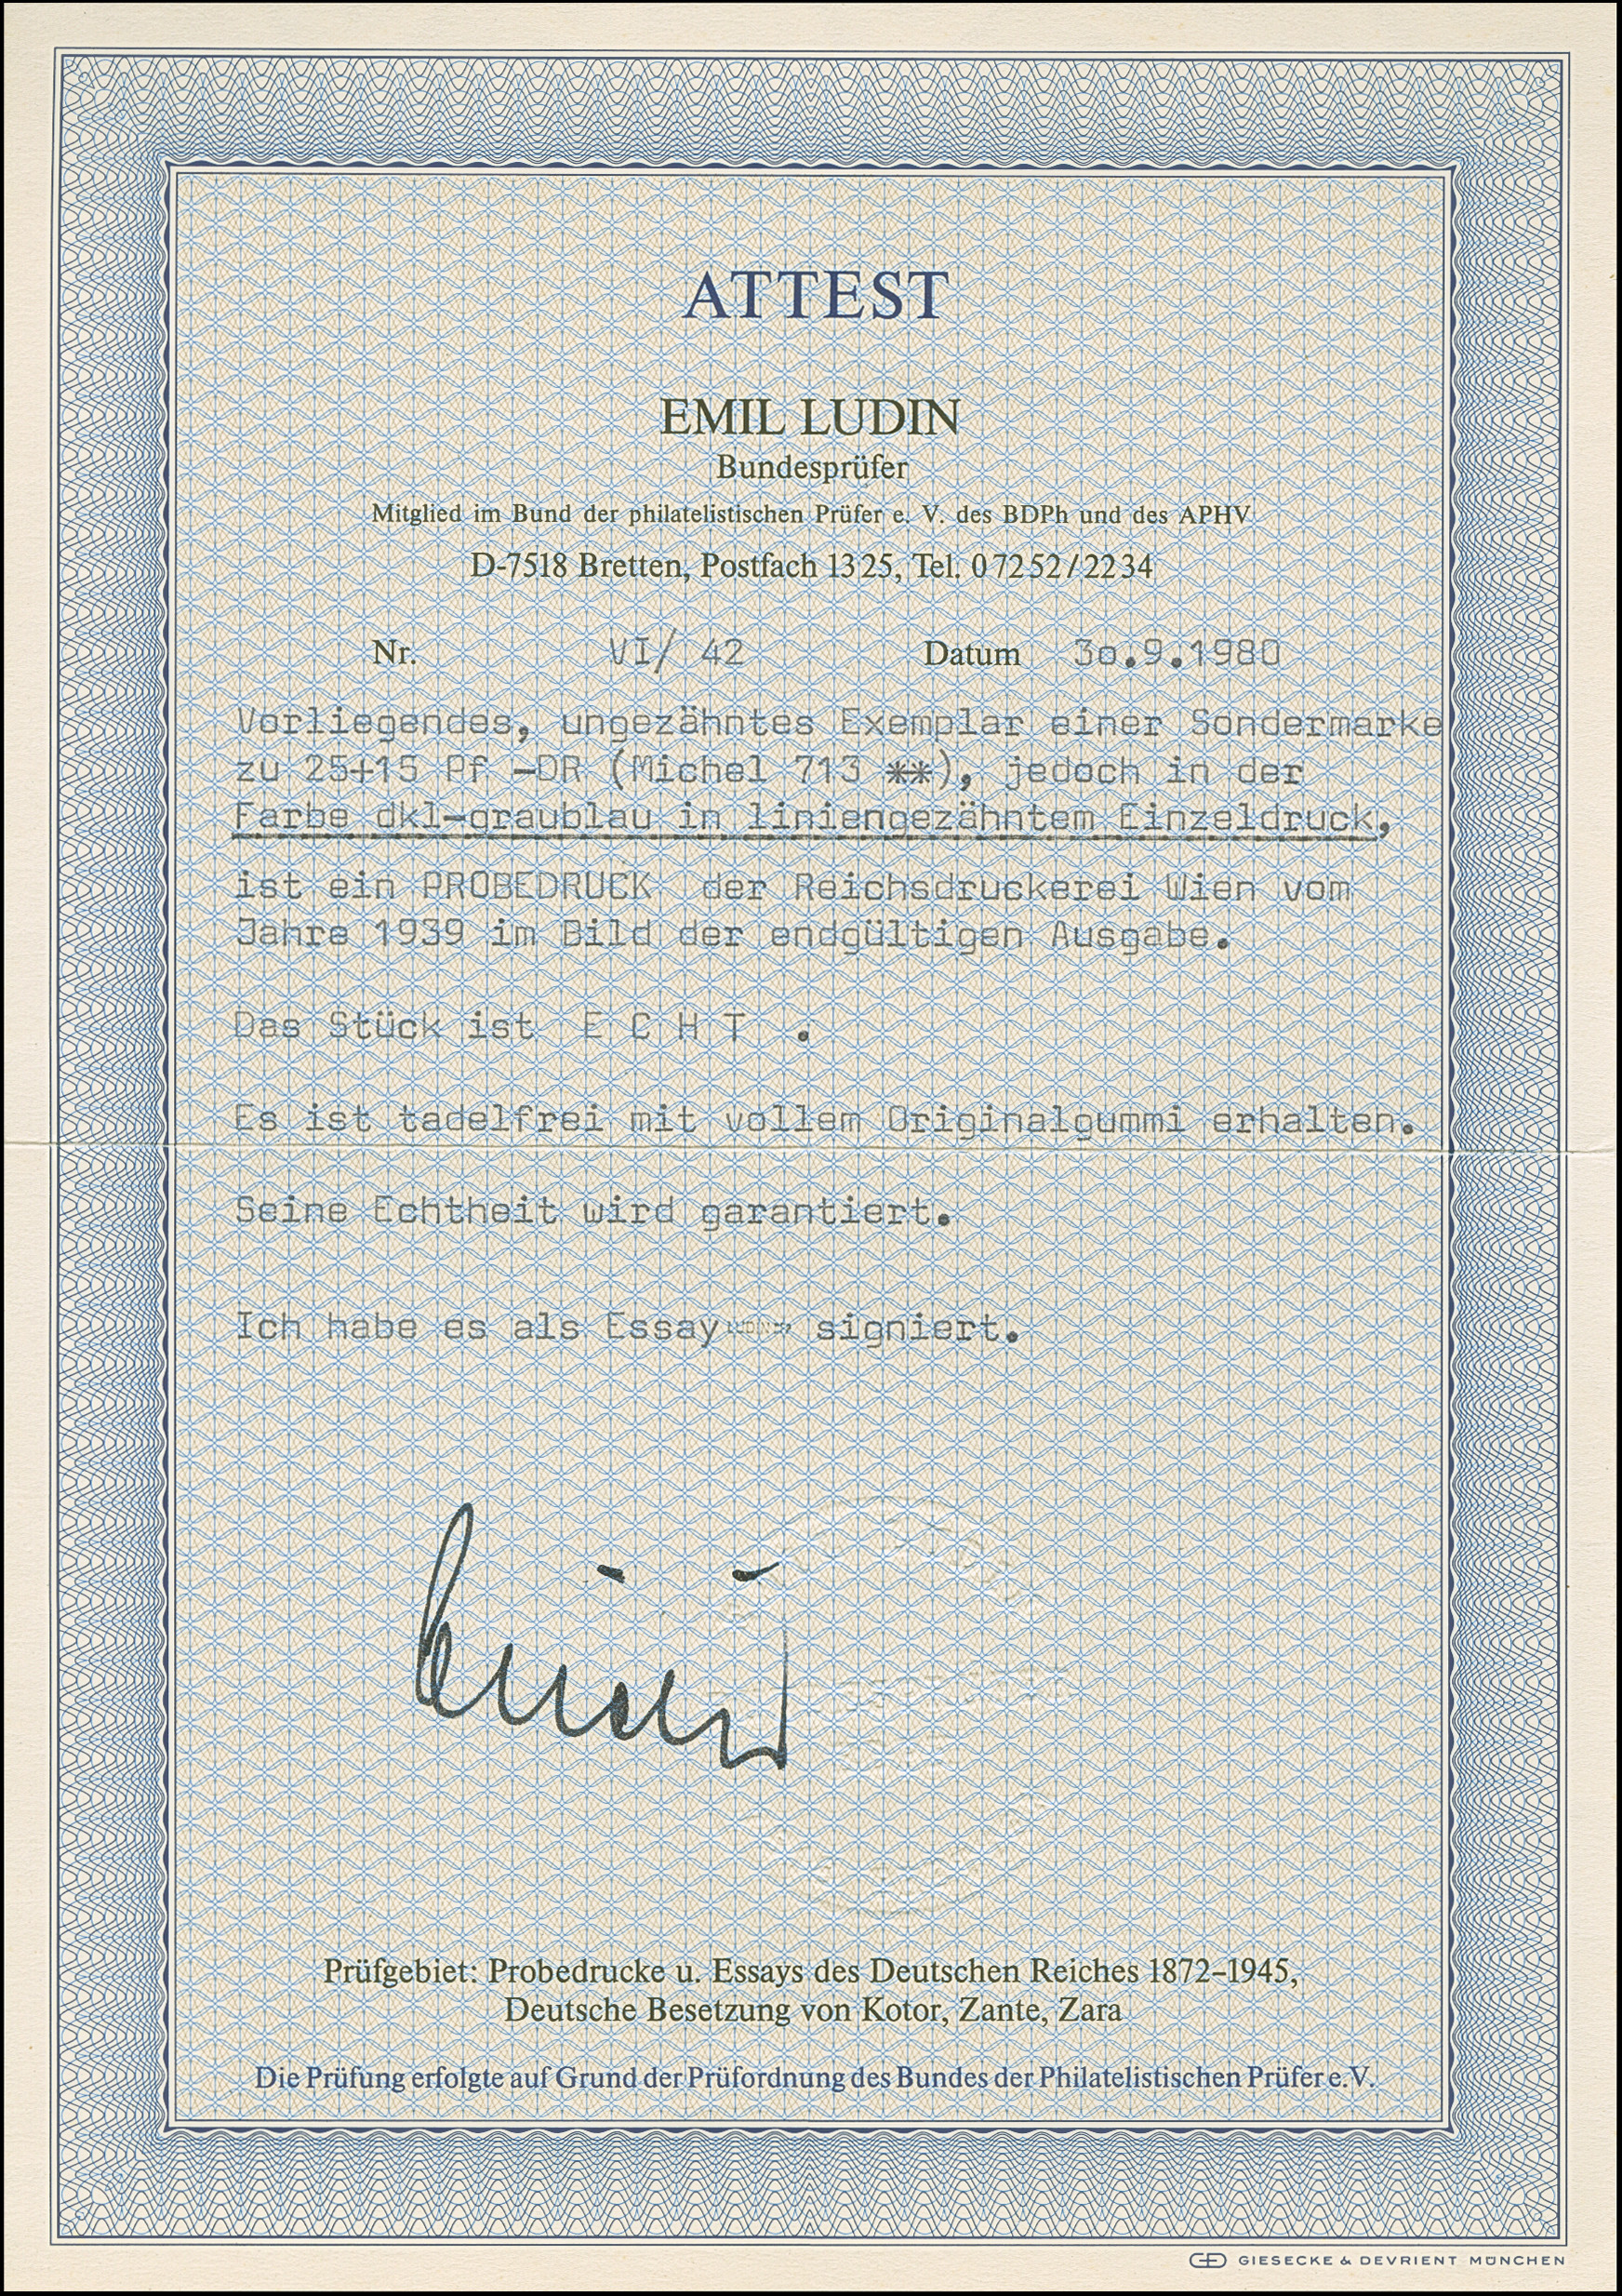 ATTEST
EMIL LUDIN
Bundesprüfer
Mitglied im Bund der philatelistischen Prüfer e. V. des BDPh und des APHV
D-7518 Bretten, Postfach 1325, Tel. 07252/2234
Nr. VI/ 42 Datum 3o.9.1980
Vorliegendes, ungezähntes Exemplar einer Sondermarke
zu 25+15 Pf -DR (Michel 713 **), jedoch in der
Farbe dkl-graublau in liniengezähntem Einzeldruck,
ist ein PROBEDRUCK der Reichsdruckerei Wien vom
Jahre 1939 im Bild der endgültigen Ausgabe.
Das Stück ist E C H T .
Es ist tadelfrei mit vollem Originalgummi erhalten.
Seine Echtheit wird garantiert.
Ich habe es als Essay signiert.
Prüfgebiet: Probedrucke u. Essays des Deutschen Reiches 1872-1945,
Deutsche Besetzung von Kotor, Zante, Zara
Die Prüfung erfolgte auf Grund der Prüfordnung des Bundes der Philatelistischen Prüfer e.V.
GIESECKE & DEVRIENT MÜNCHEN